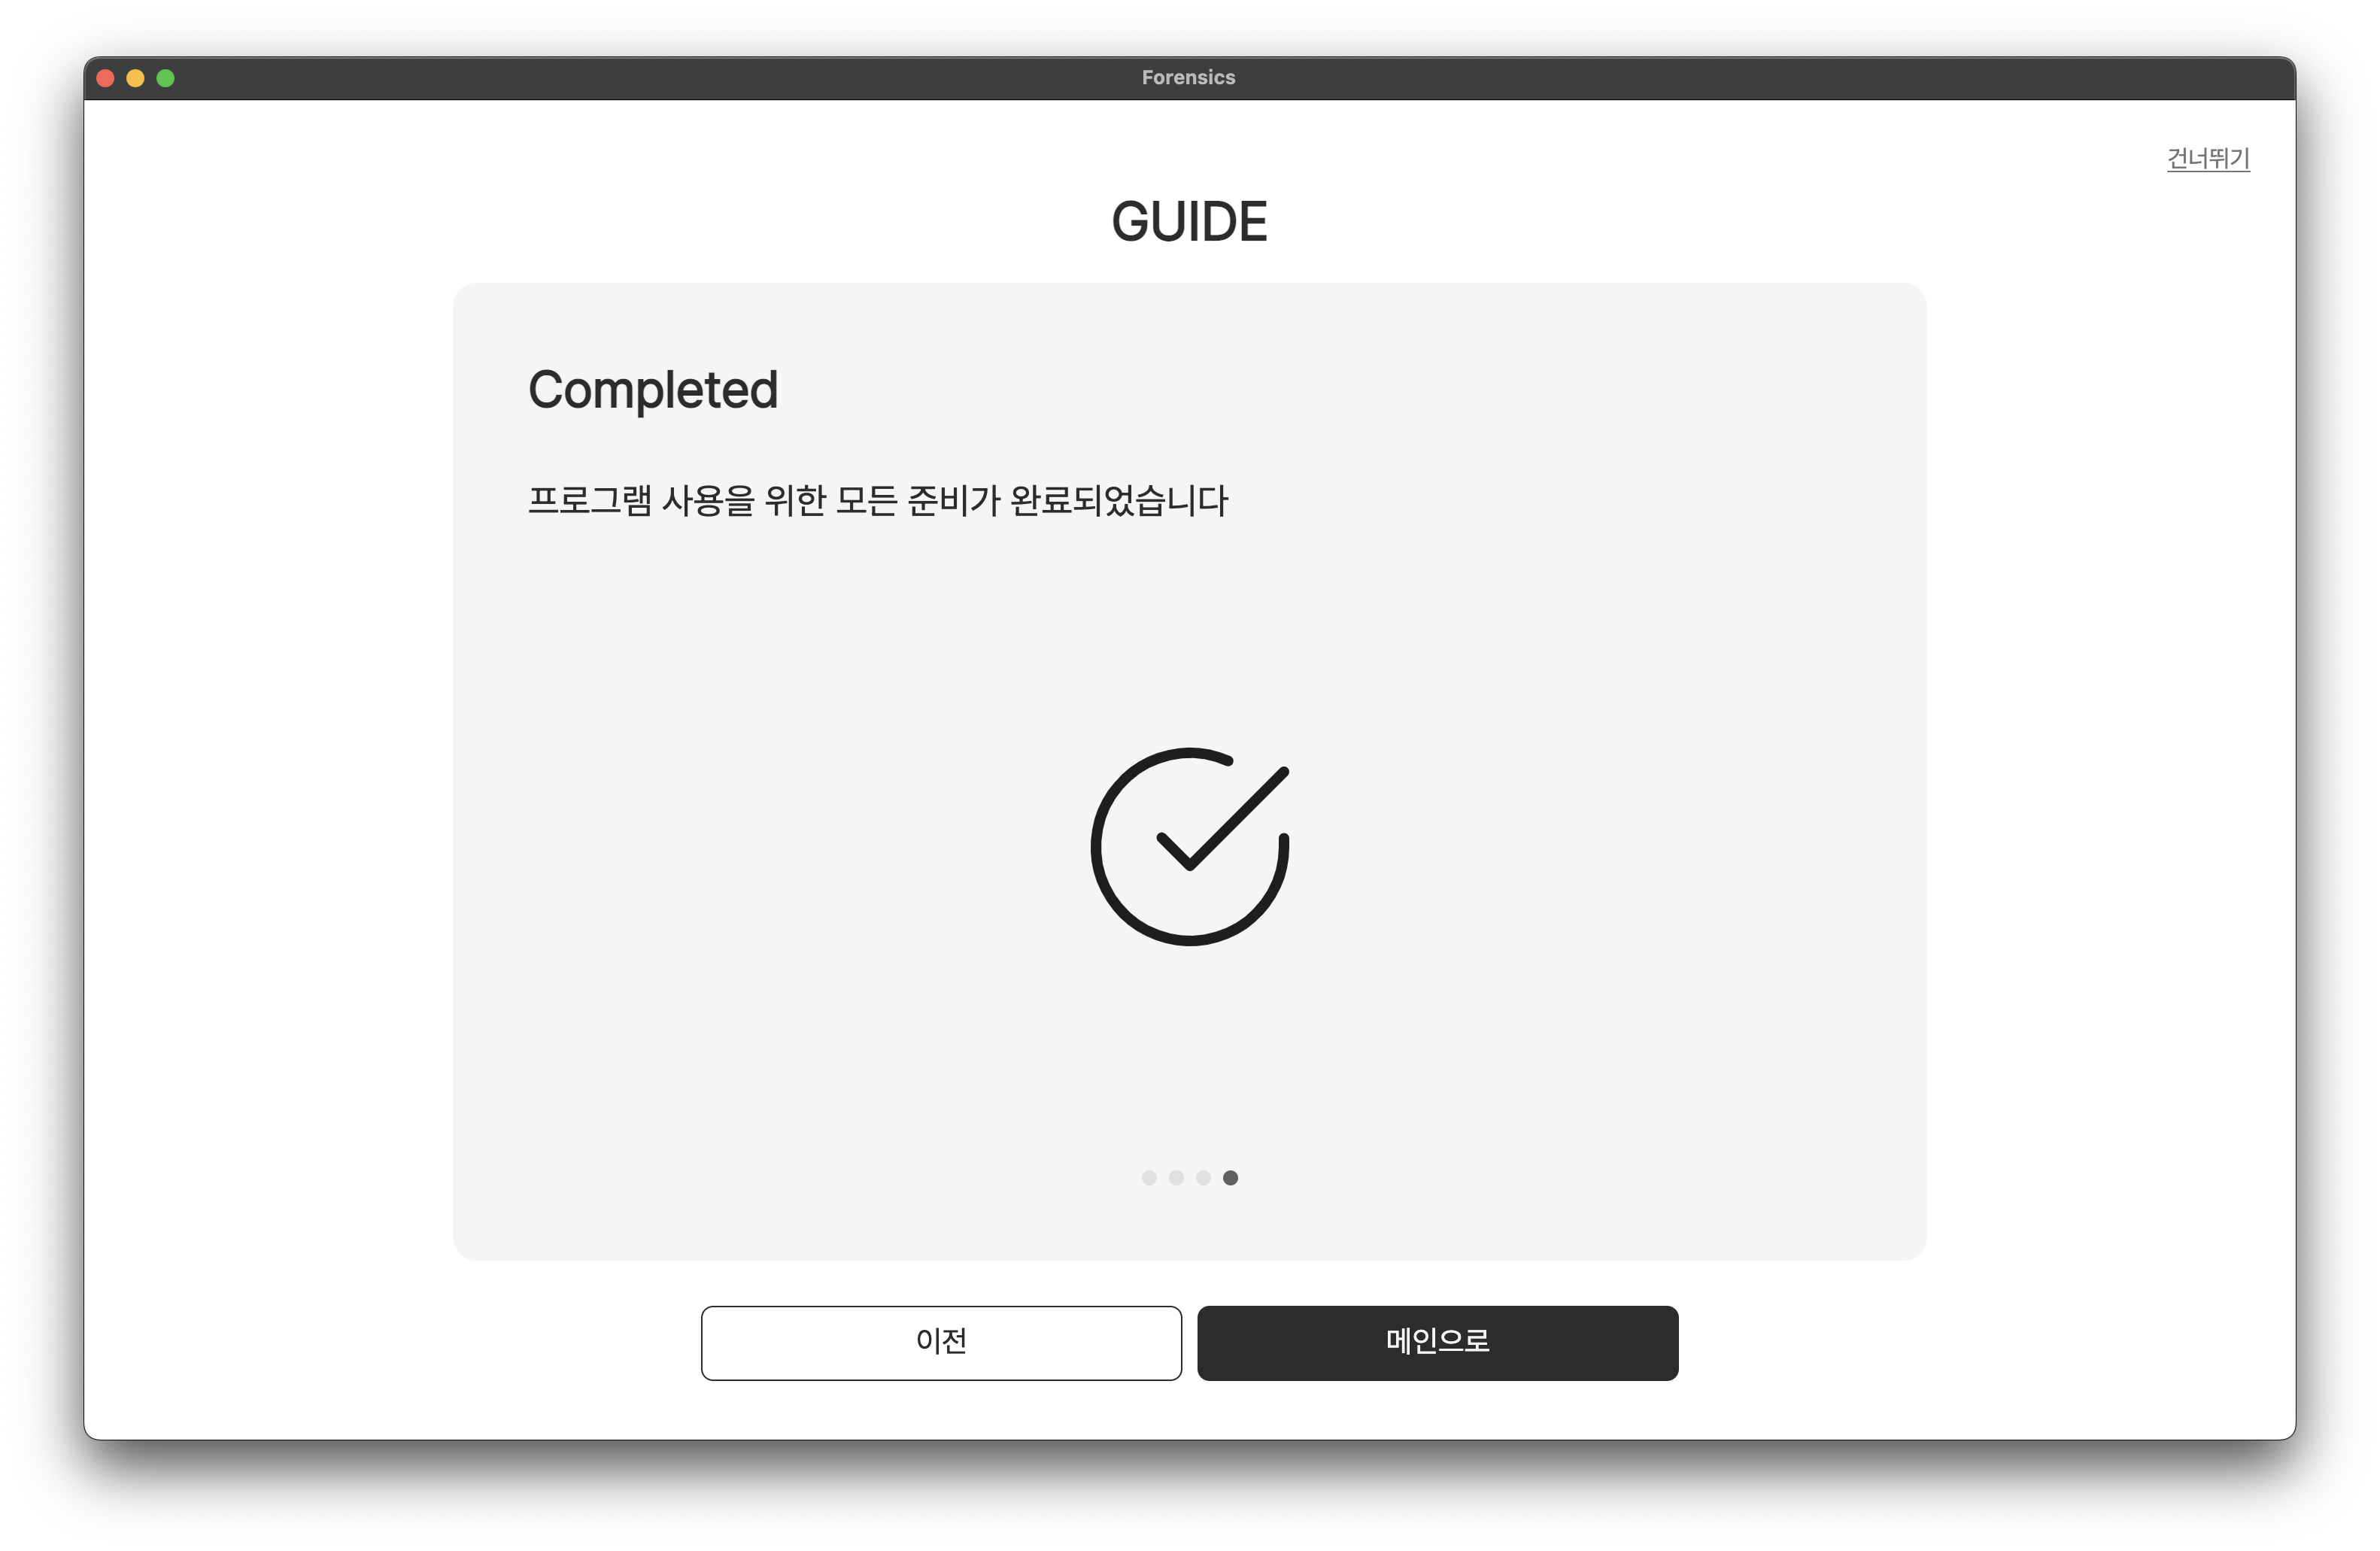 Forensics
건너뛰기
GUIDE
Completed
프로그램 사용을 위한 모든 준비가 완료되었습니다
이전
메인으로